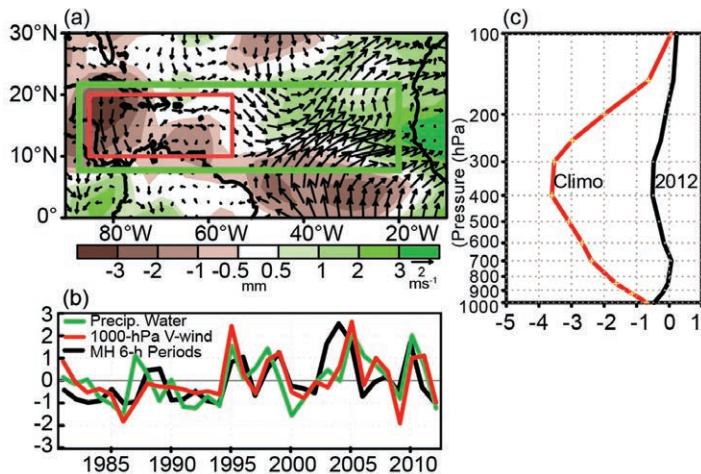 (a)
30°N
20°N
10°N
0°
80°W 60°W 40°W 20°W
-3 -2 -1 -0.5 0.5 1 2 3
mm
2
ms⁻¹
(b)
3
2
1
0
-1
-2
-3
Precip. Water
1000-hPa V-wind
MH 6-h Periods
1985 1990 1995 2000 2005 2010
(c)
(Pressure (hPa)
100
200
300
400
500
600
700
800
900
1000
Climo
2012
-5 -4 -3 -2 -1 0 1